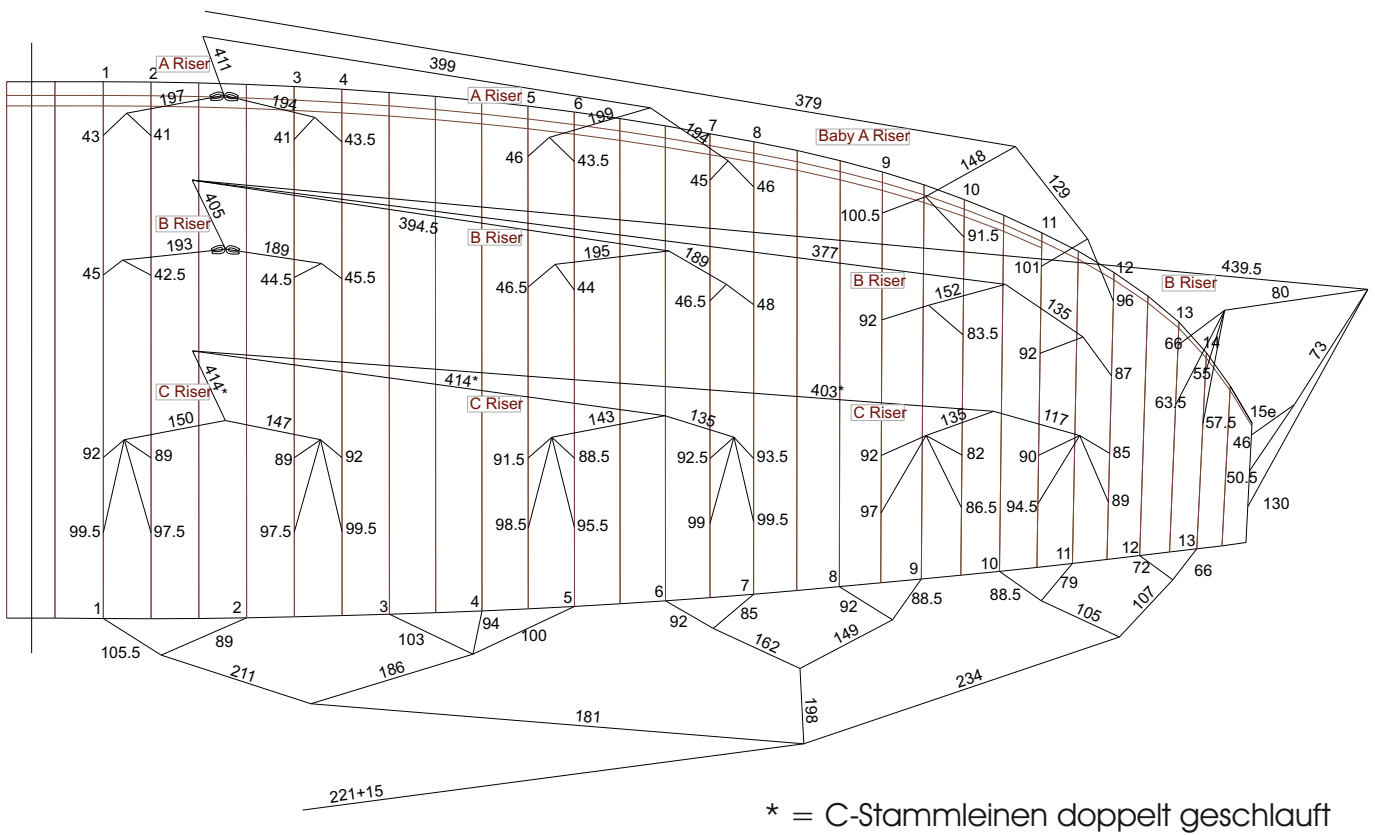 379
399
411
A Riser
1 2 3 4
A Riser
5 6 7 8
Baby A Riser
9 10 11 12 13 14 15e
197 194 199 194 148 129
43 41 41 43.5 46 43.5 45 46 100.5 91.5 101 96
405
B Riser
394.5
B Riser
377
B Riser
439.5
B Riser
193 189 195 189 152 135 80 73
45 42.5 44.5 45.5 46.5 44 46.5 48 92 83.5 92 87
66 55 63.5 57.5 46 50.5 130
414*
C Riser
414*
C Riser
403*
C Riser
150 147 143 135 135 117
92 89 89 92 91.5 88.5 92.5 93.5 92 82 90 85
99.5 97.5 97.5 99.5 98.5 95.5 99 99.5 97 86.5 94.5 89
1 2 3 4 5 6 7 8 9 10 11 12 13
105.5 89 103 94 100 92 85 92 88.5 88.5 79 72 66
211 186 162 149 105 107
181 198 234
221+15
* = C-Stammleinen doppelt geschlauft